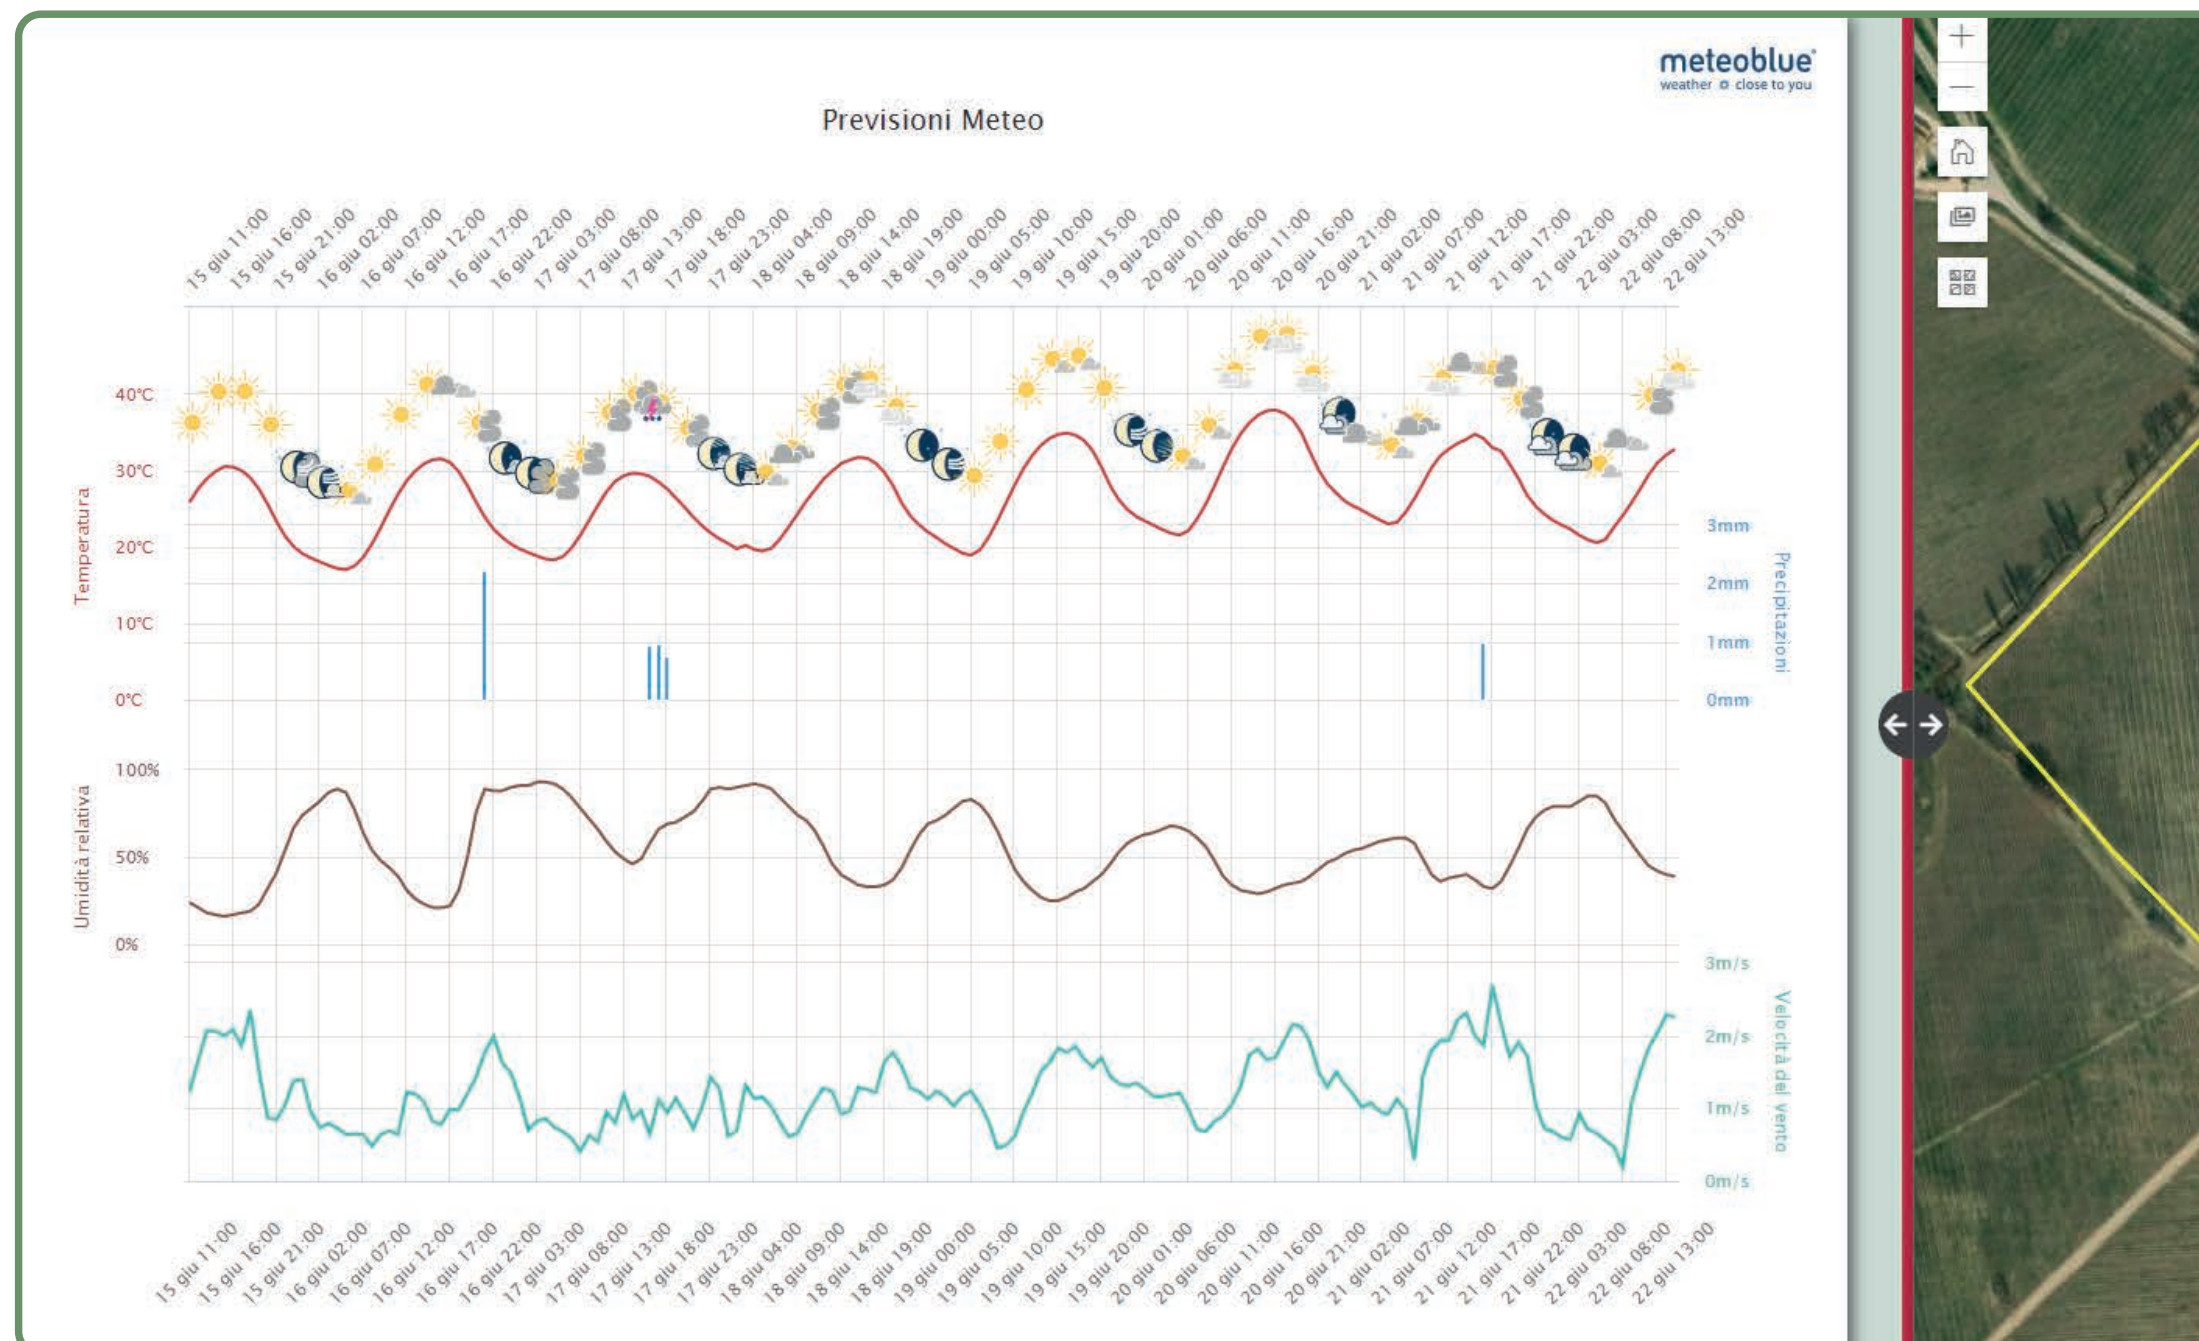 meteoblue
weather close to you
Previsioni Meteo
15 giu 11:00
15 giu 16:00
15 giu 21:00
16 giu 02:00
16 giu 07:00
16 giu 12:00
16 giu 17:00
16 giu 22:00
17 giu 03:00
17 giu 08:00
17 giu 13:00
17 giu 18:00
17 giu 23:00
18 giu 04:00
18 giu 09:00
18 giu 14:00
18 giu 19:00
19 giu 00:00
19 giu 05:00
19 giu 10:00
19 giu 15:00
19 giu 20:00
20 giu 01:00
20 giu 06:00
20 giu 11:00
20 giu 16:00
20 giu 21:00
21 giu 02:00
21 giu 07:00
21 giu 12:00
21 giu 17:00
21 giu 22:00
22 giu 03:00
22 giu 08:00
22 giu 13:00
Temperatura
40°C
30°C
20°C
10°C
0°C
3mm
2mm
1mm
0mm
Precipitazioni
Umidità relativa
100%
50%
0%
3m/s
2m/s
1m/s
0m/s
Velocità del vento
15 giu 11:00
15 giu 16:00
15 giu 21:00
16 giu 02:00
16 giu 07:00
16 giu 12:00
16 giu 17:00
16 giu 22:00
17 giu 03:00
17 giu 08:00
17 giu 13:00
17 giu 18:00
17 giu 23:00
18 giu 04:00
18 giu 09:00
18 giu 14:00
18 giu 19:00
19 giu 00:00
19 giu 05:00
19 giu 10:00
19 giu 15:00
19 giu 20:00
20 giu 01:00
20 giu 06:00
20 giu 11:00
20 giu 16:00
20 giu 21:00
21 giu 02:00
21 giu 07:00
21 giu 12:00
21 giu 17:00
21 giu 22:00
22 giu 03:00
22 giu 08:00
22 giu 13:00